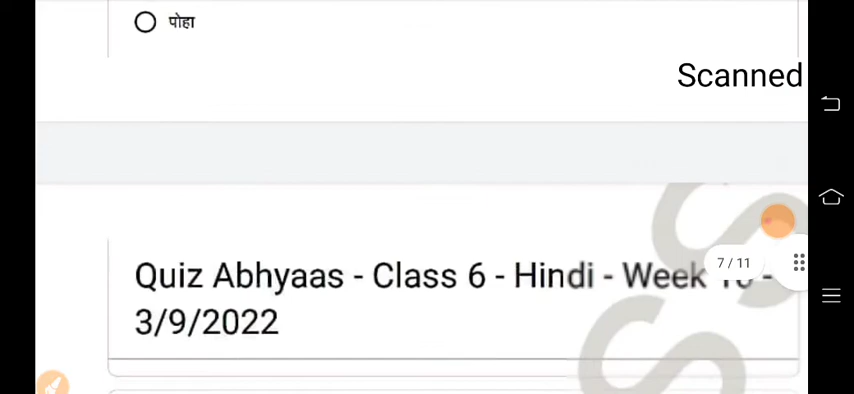 पोहा
Scanned
7 / 11
Quiz Abhyaas - Class 6 - Hindi - Week -
3/9/2022